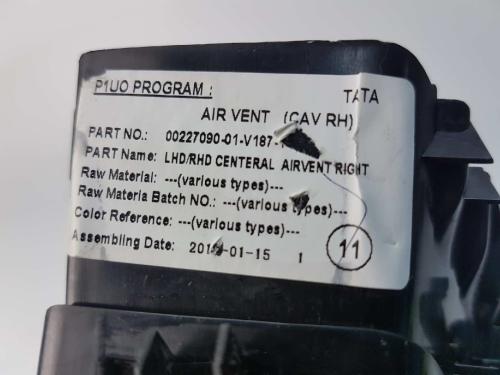 P1UO PROGRAM: TATA
AIR VENT (CAV RH)
PART NO.: 00227090-01-V187-
PART Name: LHD/RHD CENTERAL AIRVENT RIGHT
Raw Material: ---(various types)---
Raw Materia Batch NO.: ---(various types)---
Color Reference: ---(various types)---
Assembling Date: -01-15 1
11